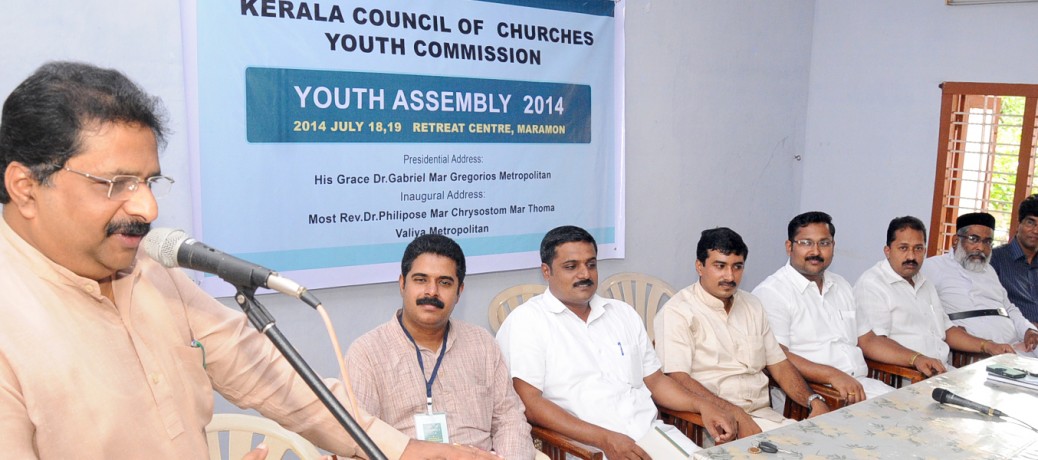 KERALA COUNCIL OF CHURCHES
YOUTH COMMISSION
YOUTH ASSEMBLY 2014
2014 JULY 18,19 RETREAT CENTRE, MARAMON
Presidential Address:
His Grace Dr.Gabriel Mar Gregorios Metropolitan
Inaugural Address:
Most Rev.Dr.Philipose Mar Chrysostom Mar Thoma
Valiya Metropolitan